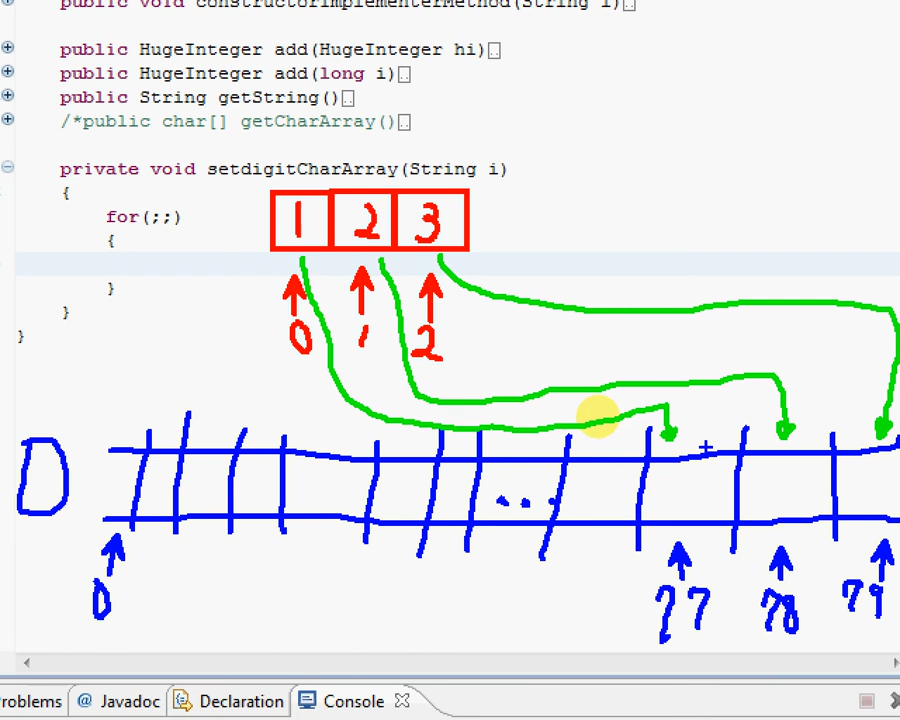 public void constructorImplementerMethod(String i)
public HugeInteger add(HugeInteger hi)
public HugeInteger add(long i)
public String getString()
/*public char[] getCharArray()
private void setdigitCharArray(String i)
{
for(;;)
{
}
}
}
1 2 3
0 1 2
D
...
0 77 78 79
Problems @ Javadoc Declaration Console